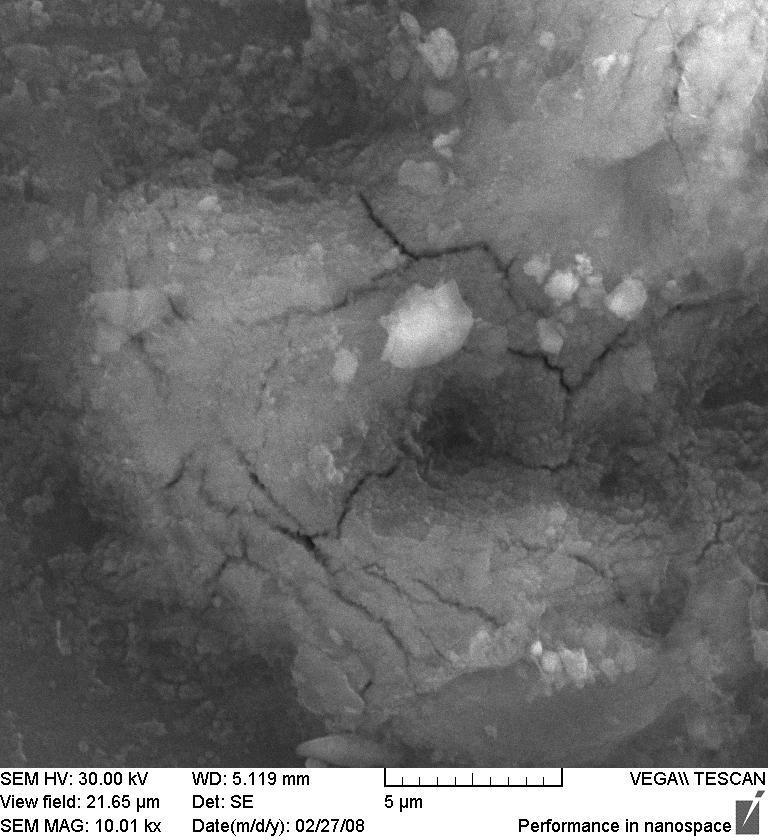 SEM HV: 30.00 kV WD: 5.119 mm VEGA\\ TESCAN
View field: 21.65 µm Det: SE 5 µm
SEM MAG: 10.01 kx Date(m/d/y): 02/27/08 Performance in nanospace